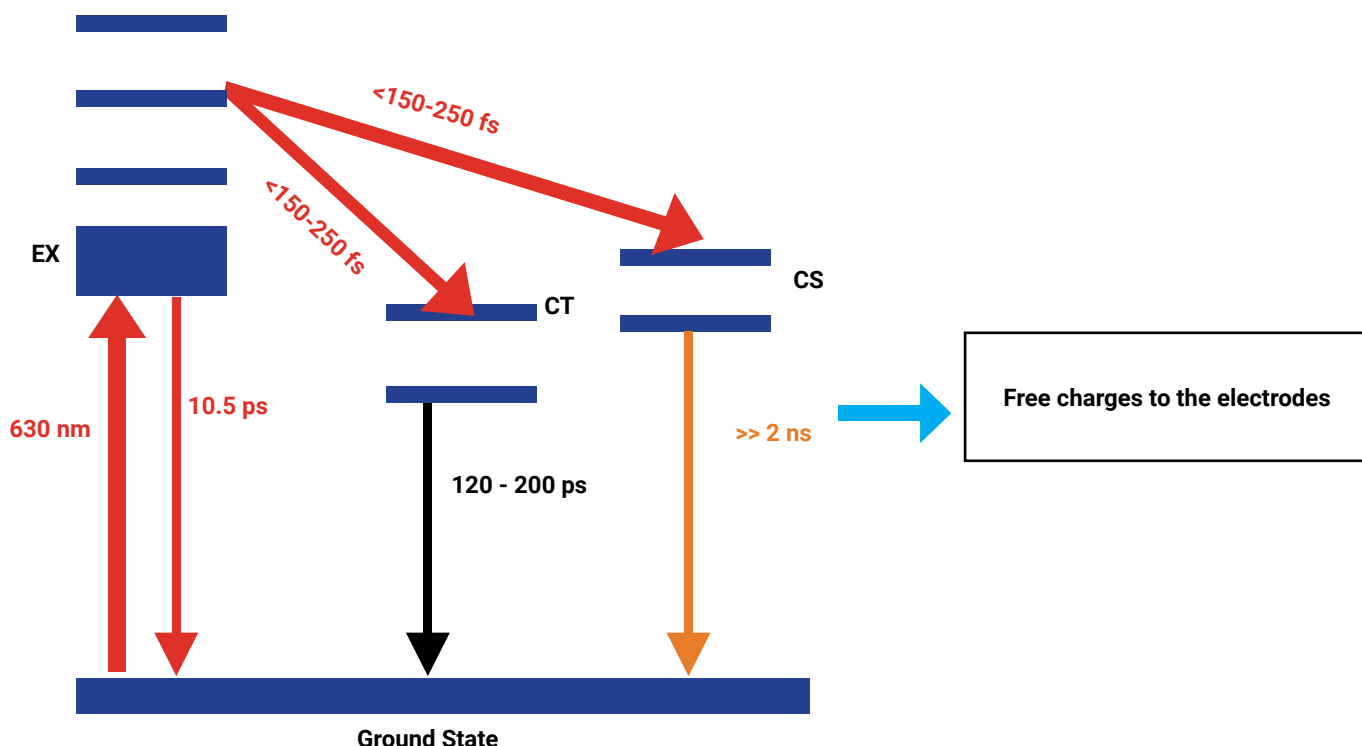 <150-250 fs
<150-250 fs
EX
CS
CT
10.5 ps
630 nm
Free charges to the electrodes
>> 2 ns
120 - 200 ps
Ground State